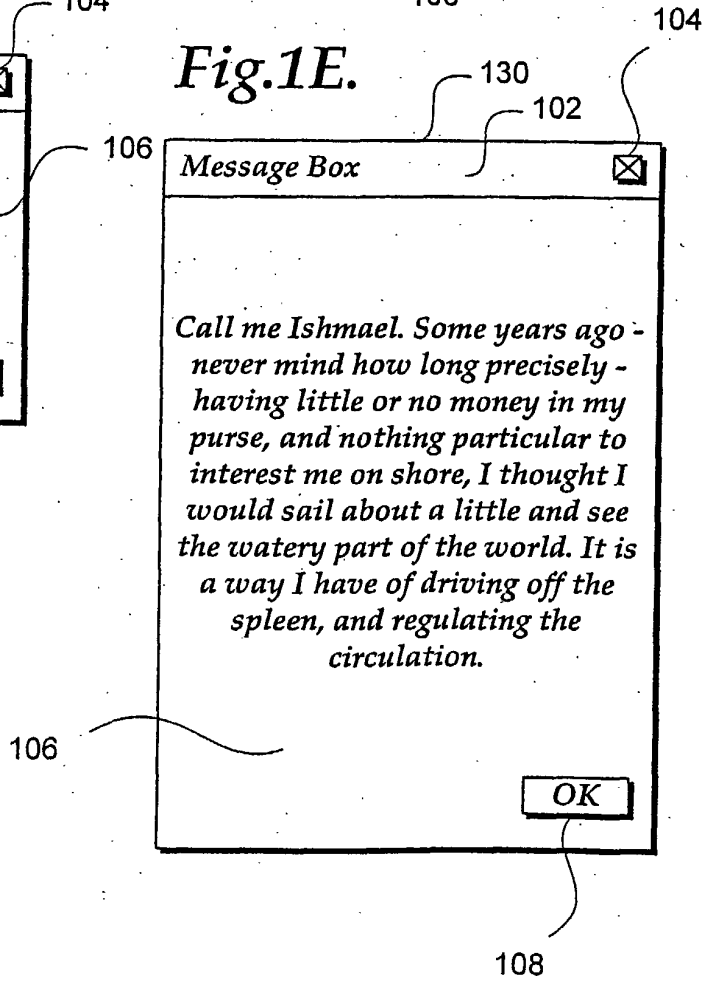 104
104
Fig.1E.
130
102
106
Message Box
Call me Ishmael. Some years ago -
never mind how long precisely -
having little or no money in my
purse, and nothing particular to
interest me on shore, I thought I
would sail about a little and see
the watery part of the world. It is
a way I have of driving off the
spleen, and regulating the
circulation.
106
OK
108